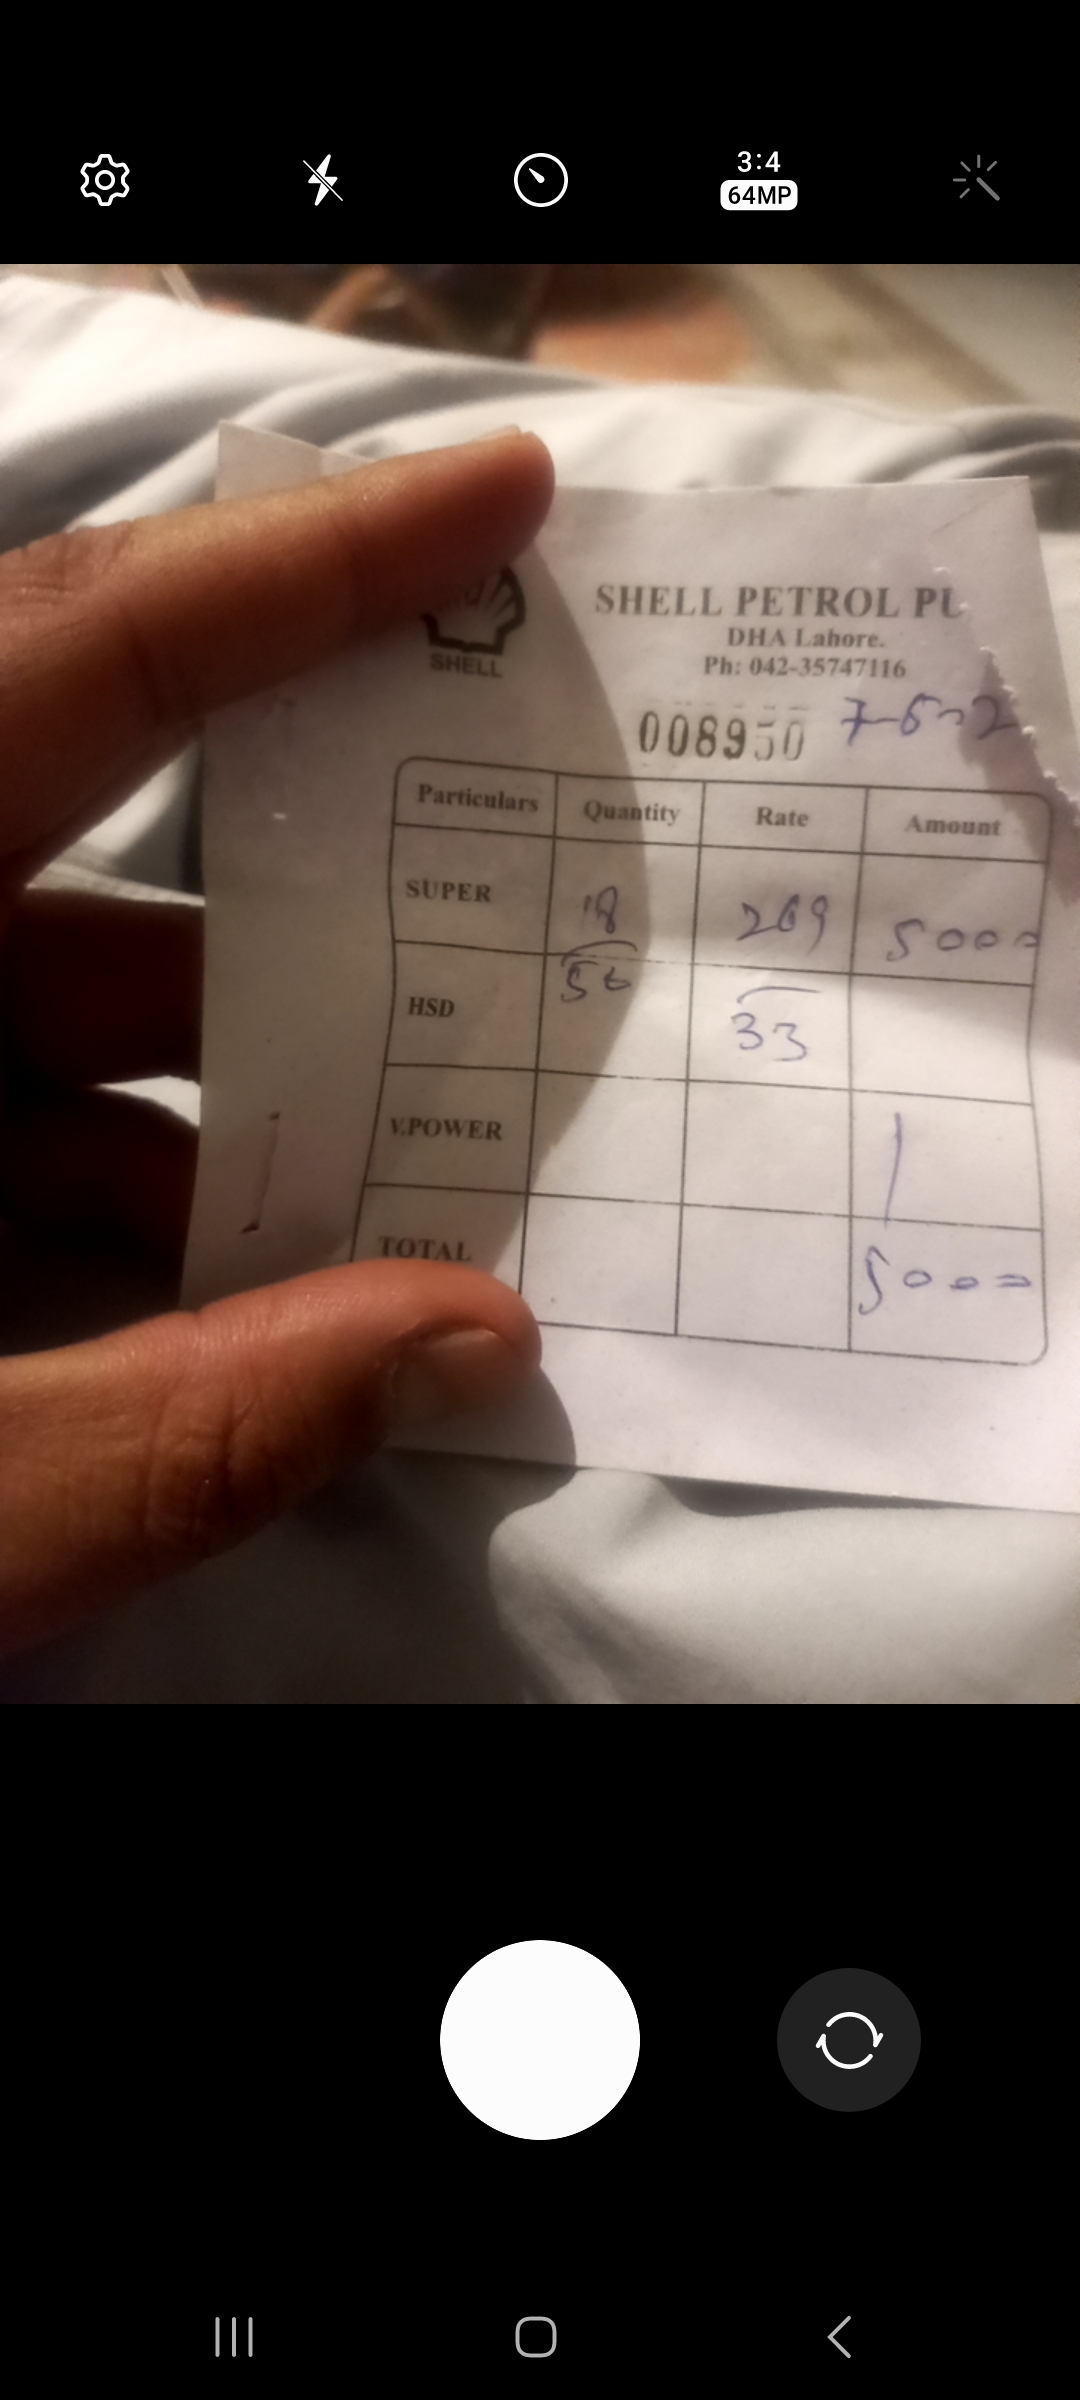 3:4
64MP
SHELL
SHELL PETROL PU
DHA Lahore.
Ph: 042-35747116
008950 7-6-2
Particulars Quantity Rate Amount
SUPER 18 269 5000
HSD 56 33
V.POWER
TOTAL 5000